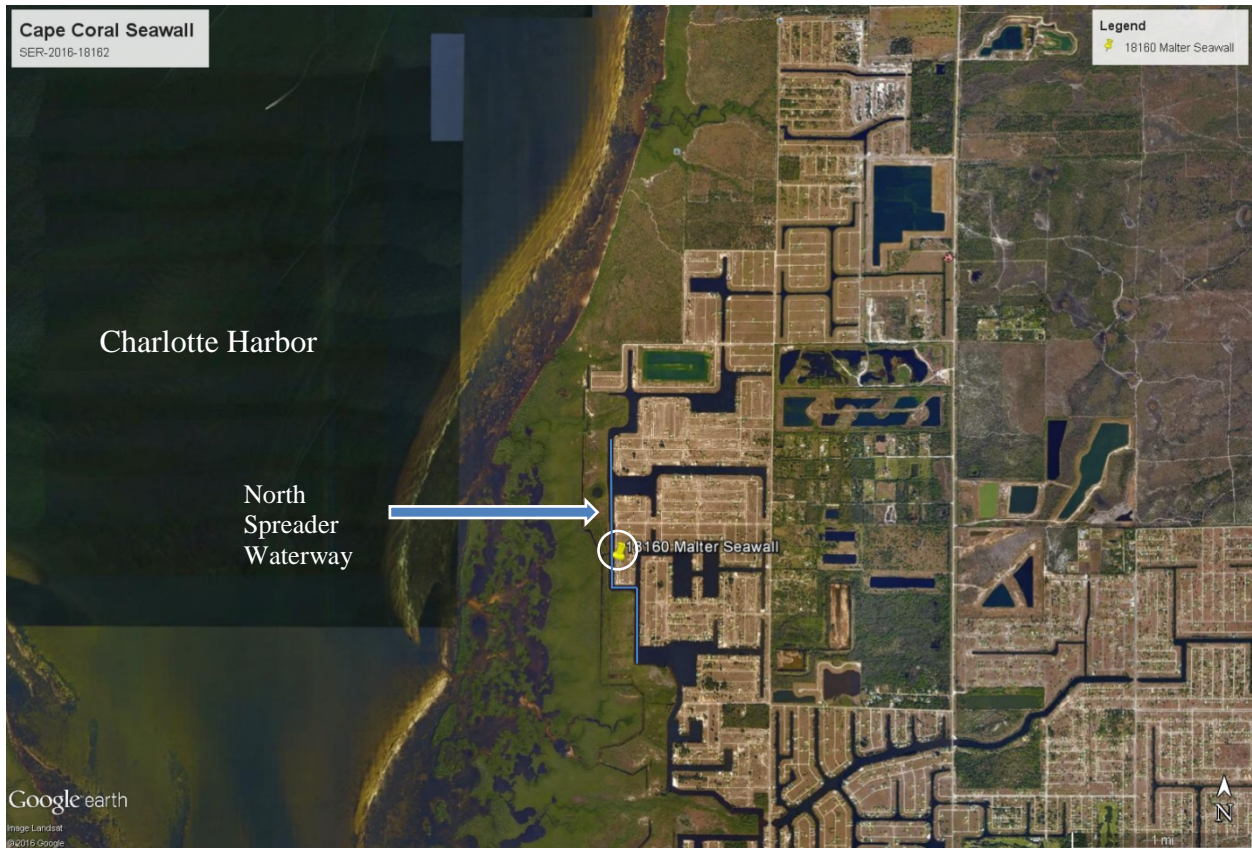 Cape Coral Seawall
SER-2016-18162
Legend
18160 Malter Seawall
Charlotte Harbor
North
Spreader
Waterway
18160 Malter Seawall
Google earth
Image Landsat
©2016 Google
N
1 mi